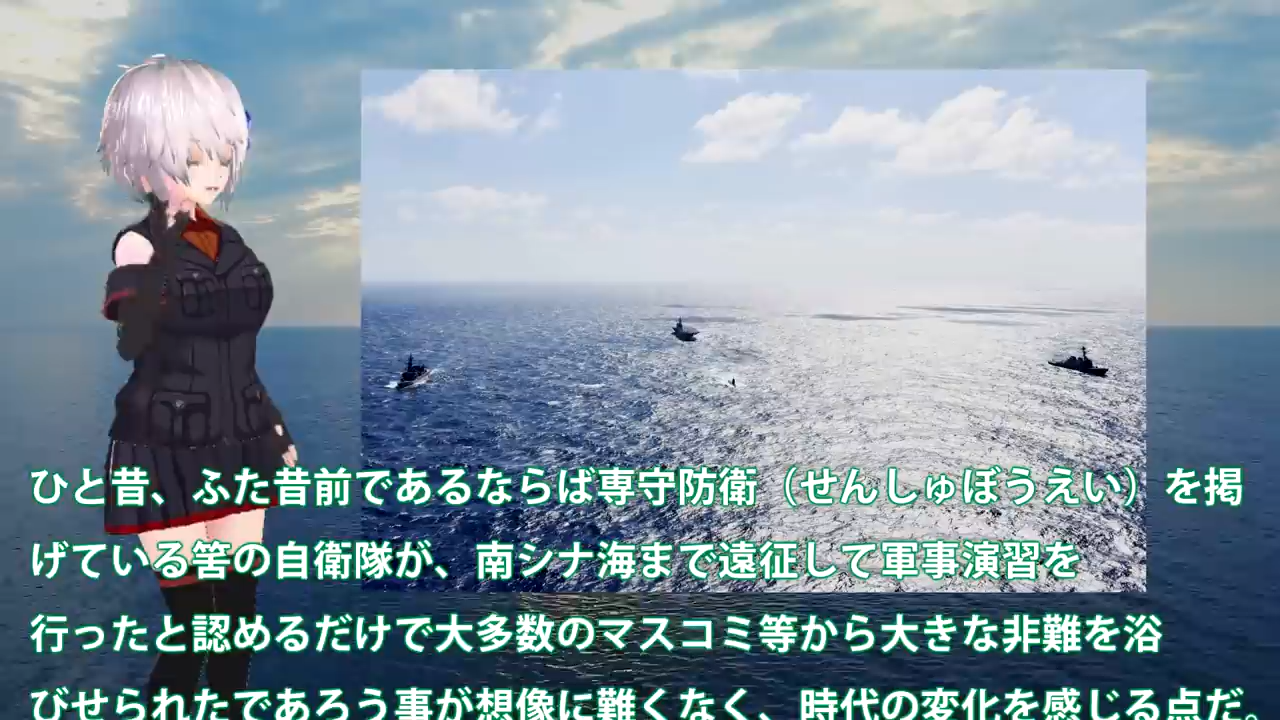 ひと昔、ふた昔前であるならば専守防衛（せんしゅぼうえい）を掲
げている筈の自衛隊が、南シナ海まで遠征して軍事演習を
行ったと認めるだけで大多数のマスコミ等から大きな非難を浴
びせられたであろう事が想像に難くなく、時代の変化を感じる点だ。